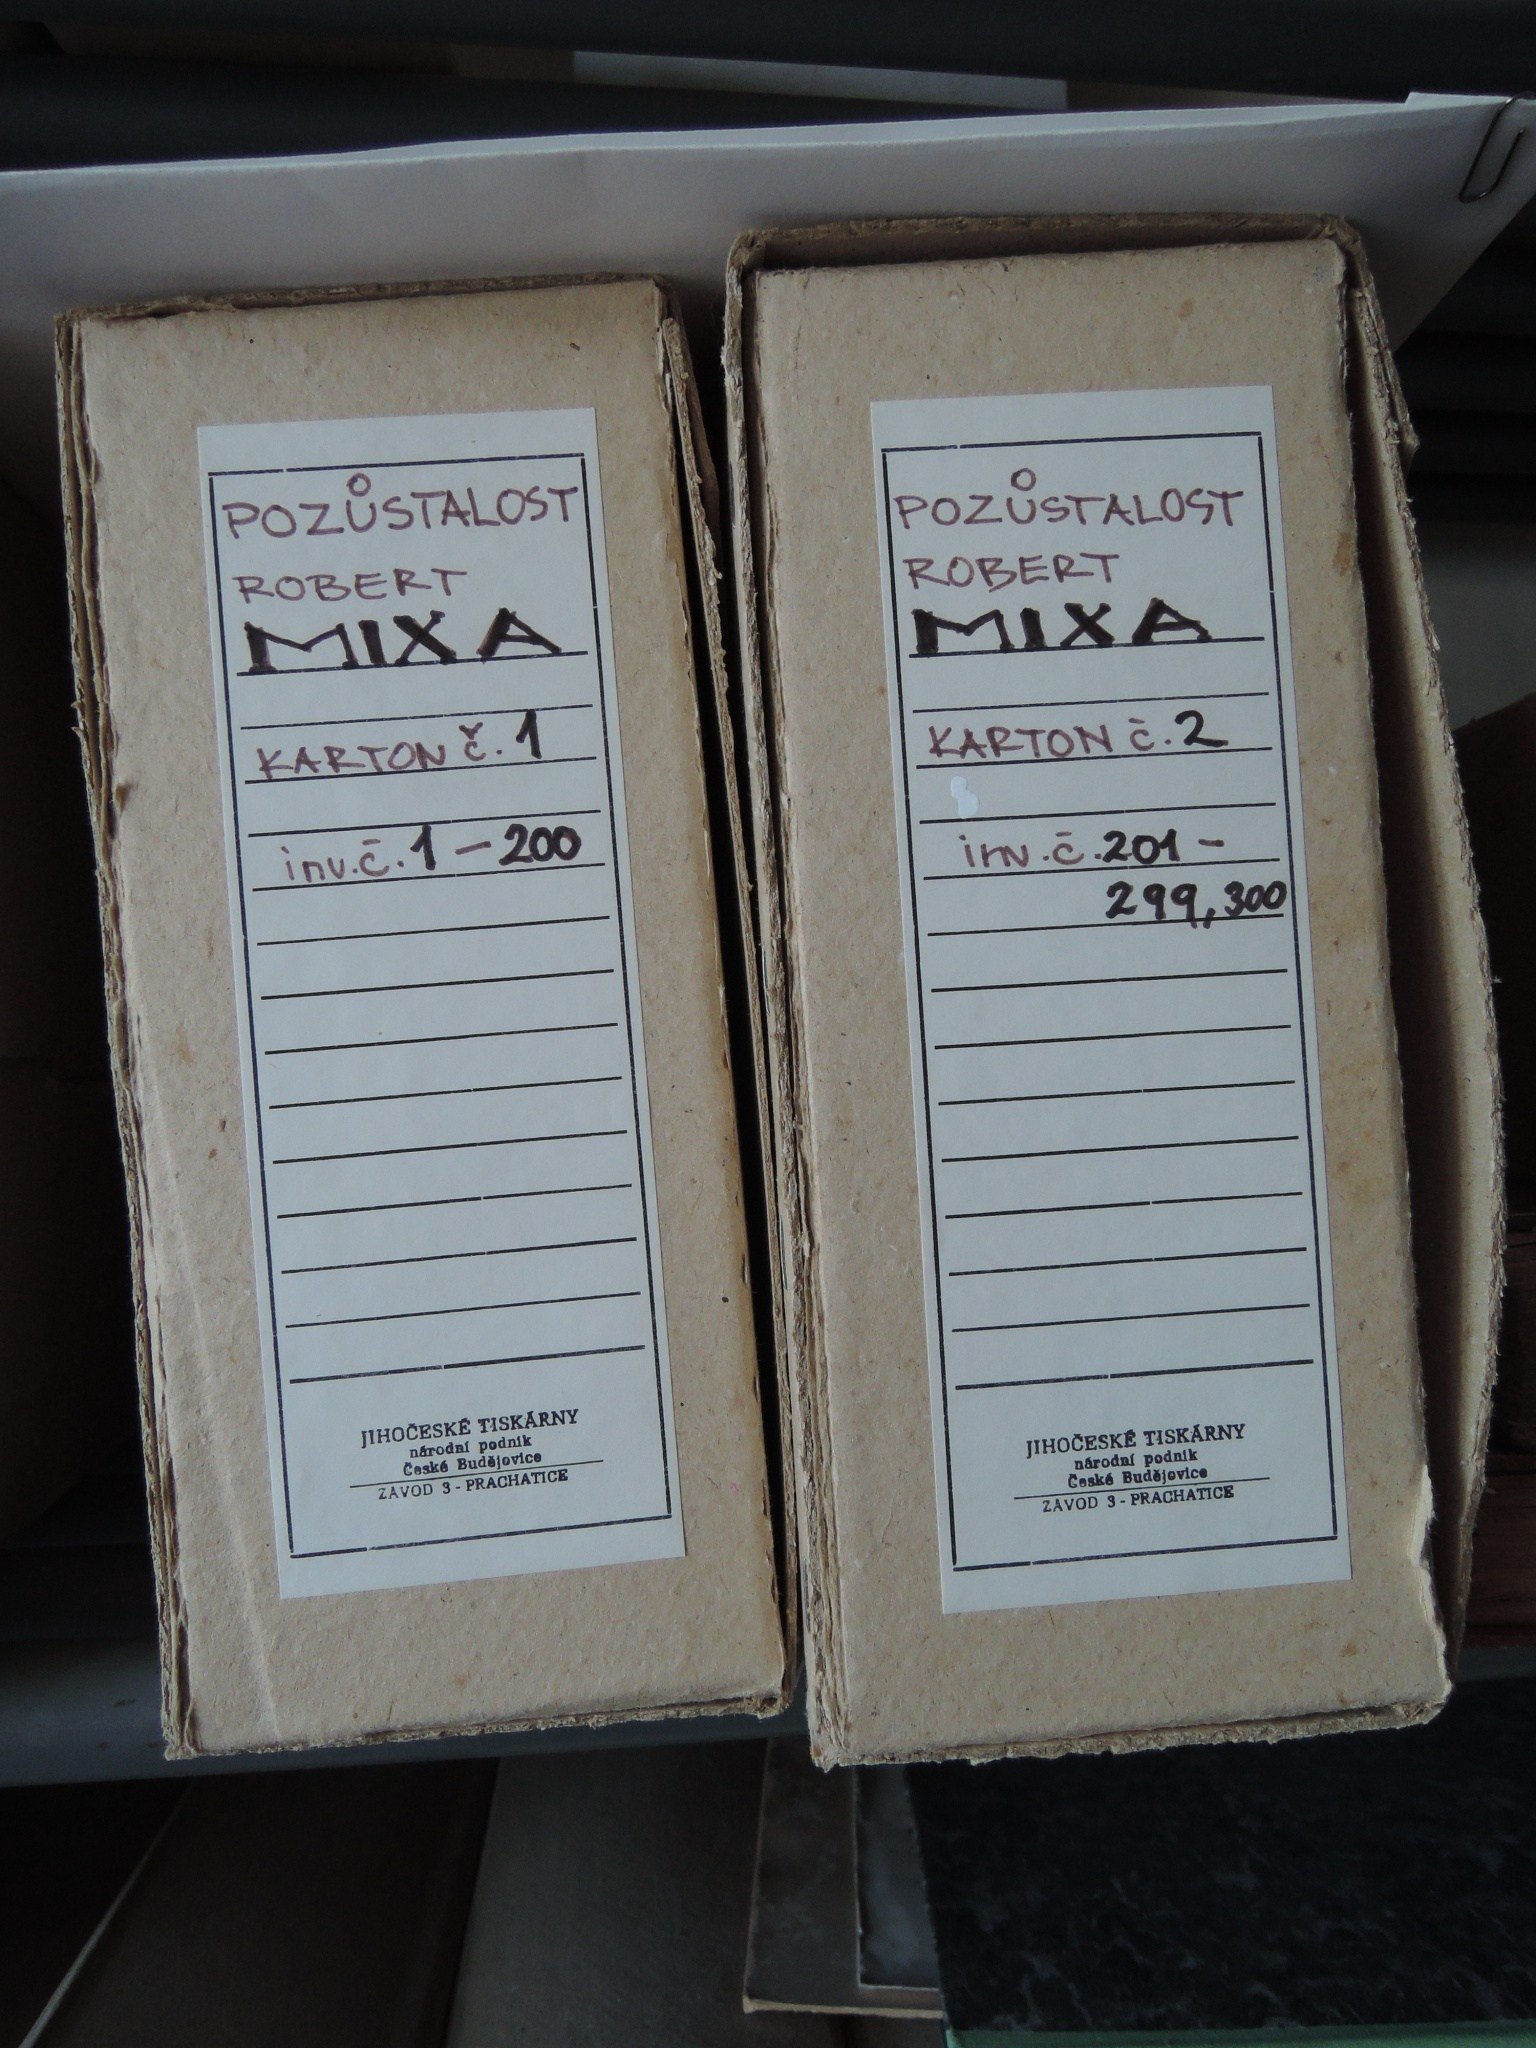 POZŮSTALOST
ROBERT
MIXA
KARTON č. 1
inv.č. 1 – 200
JIHOČESKÉ TISKÁRNY
národní podnik
České Budějovice
ZÁVOD 3 - PRACHATICE
POZŮSTALOST
ROBERT
MIXA
KARTON č. 2
inv.č. 201 –
299, 300
JIHOČESKÉ TISKÁRNY
národní podnik
České Budějovice
ZÁVOD 3 - PRACHATICE